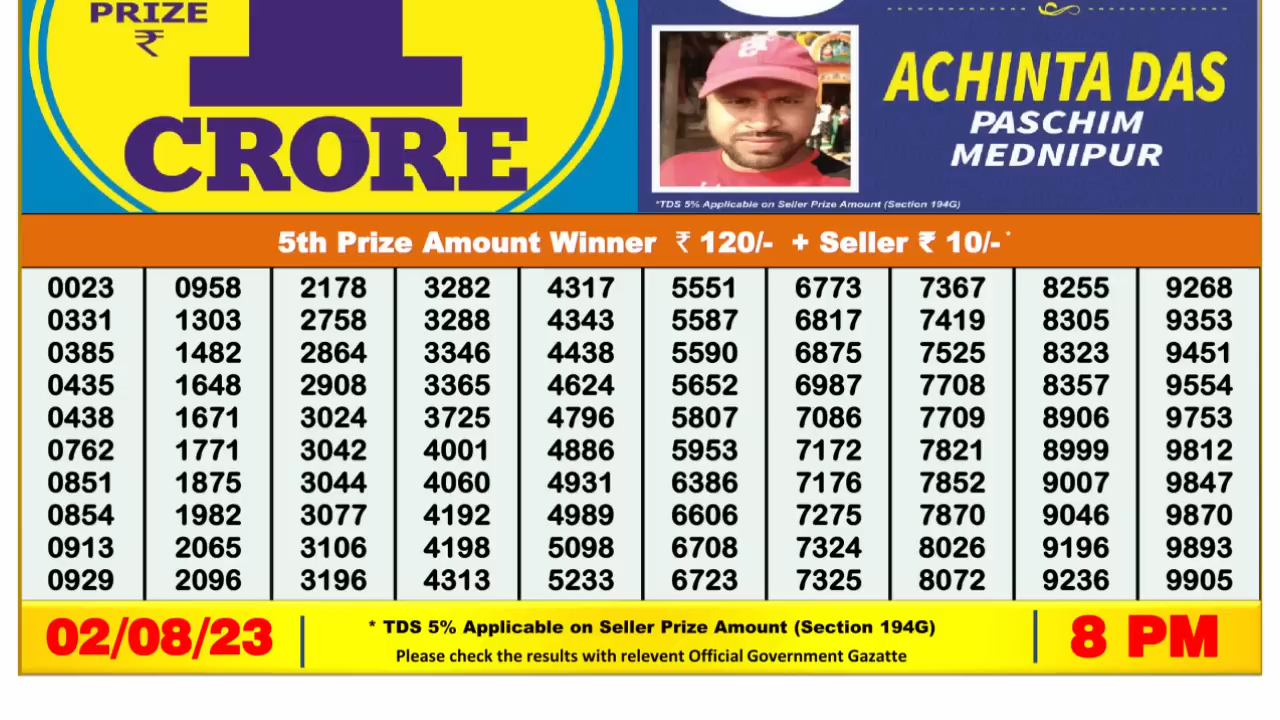 PRIZE
₹
1
CRORE
ACHINTA DAS
PASCHIM
MEDNIPUR
*TDS 5% Applicable on Seller Prize Amount (Section 194G)
5th Prize Amount Winner ₹ 120/- + Seller ₹ 10/- *
0023 0958 2178 3282 4317 5551 6773 7367 8255 9268
0331 1303 2758 3288 4343 5587 6817 7419 8305 9353
0385 1482 2864 3346 4438 5590 6875 7525 8323 9451
0435 1648 2908 3365 4624 5652 6987 7708 8357 9554
0438 1671 3024 3725 4796 5807 7086 7709 8906 9753
0762 1771 3042 4001 4886 5953 7172 7821 8999 9812
0851 1875 3044 4060 4931 6386 7176 7852 9007 9847
0854 1982 3077 4192 4989 6606 7275 7870 9046 9870
0913 2065 3106 4198 5098 6708 7324 8026 9196 9893
0929 2096 3196 4313 5233 6723 7325 8072 9236 9905
02/08/23
* TDS 5% Applicable on Seller Prize Amount (Section 194G)
Please check the results with relevent Official Government Gazatte
8 PM